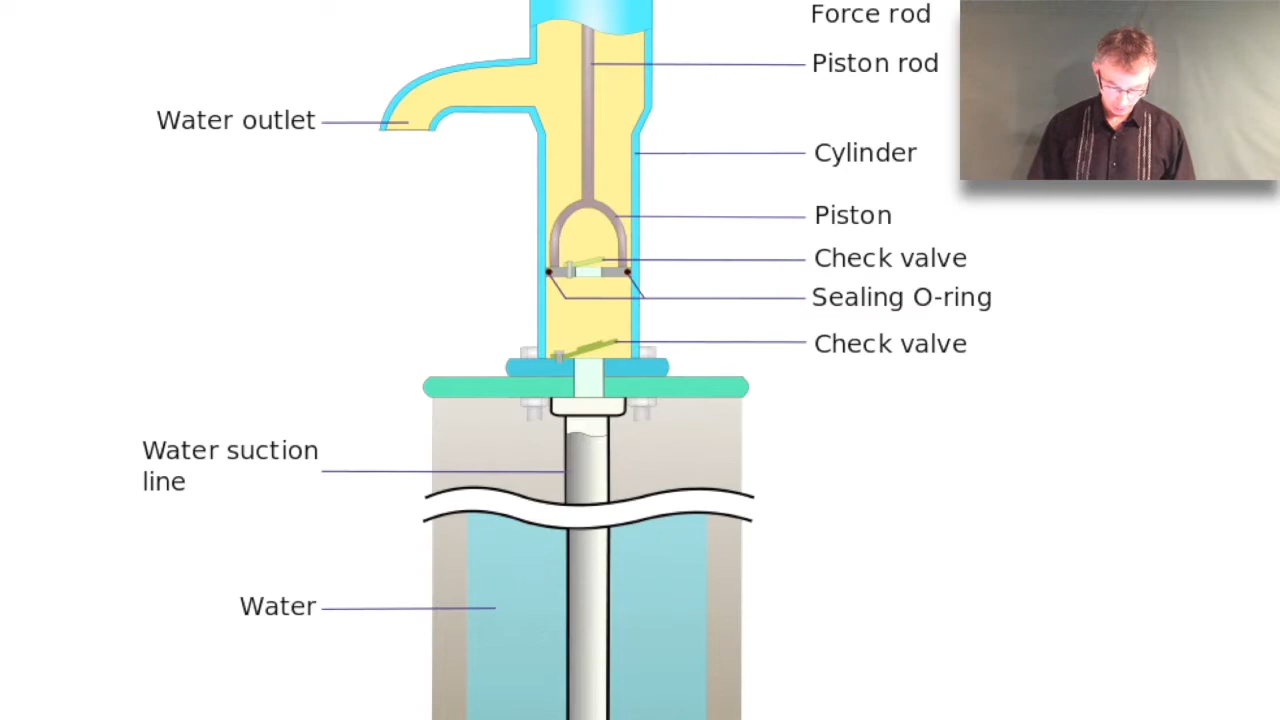 Force rod
Piston rod
Water outlet
Cylinder
Piston
Check valve
Sealing O-ring
Check valve
Water suction
line
Water